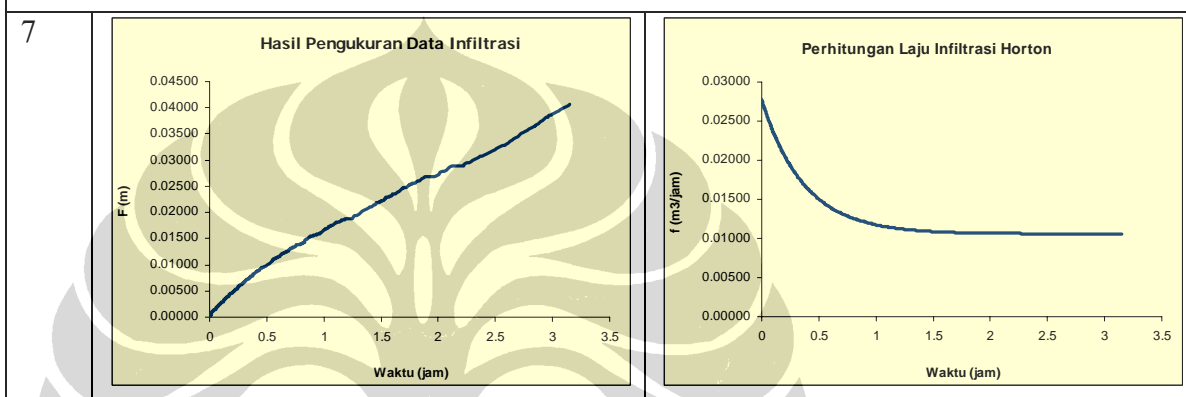 7
Hasil Pengukuran Data Infiltrasi
0.04500
0.04000
0.03500
0.03000
0.02500
0.02000
0.01500
0.01000
0.00500
0.00000
F (m)
0 0.5 1 1.5 2 2.5 3 3.5
Waktu (jam)
Perhitungan Laju Infiltrasi Horton
0.03000
0.02500
0.02000
0.01500
0.01000
0.00500
0.00000
f (m3/jam)
0 0.5 1 1.5 2 2.5 3 3.5
Waktu (jam)